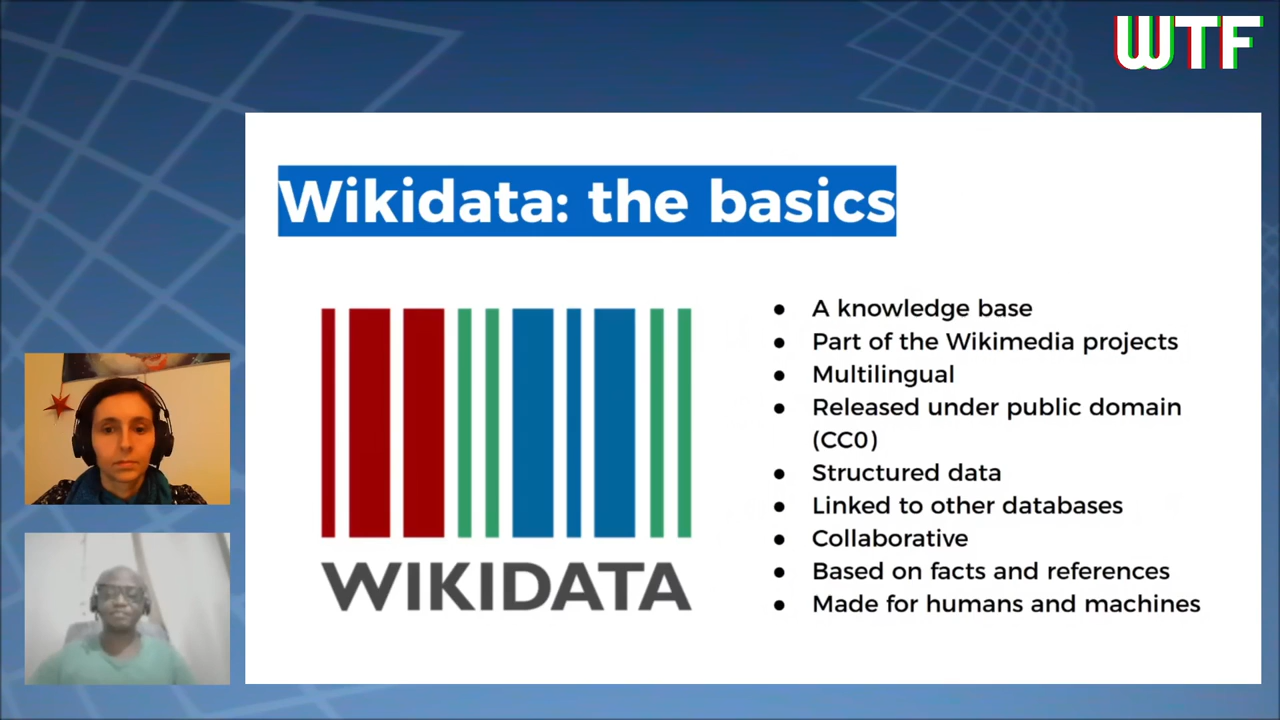 WTF
Wikidata: the basics
● A knowledge base
● Part of the Wikimedia projects
● Multilingual
● Released under public domain
(CC0)
● Structured data
● Linked to other databases
● Collaborative
● Based on facts and references
● Made for humans and machines
WIKIDATA